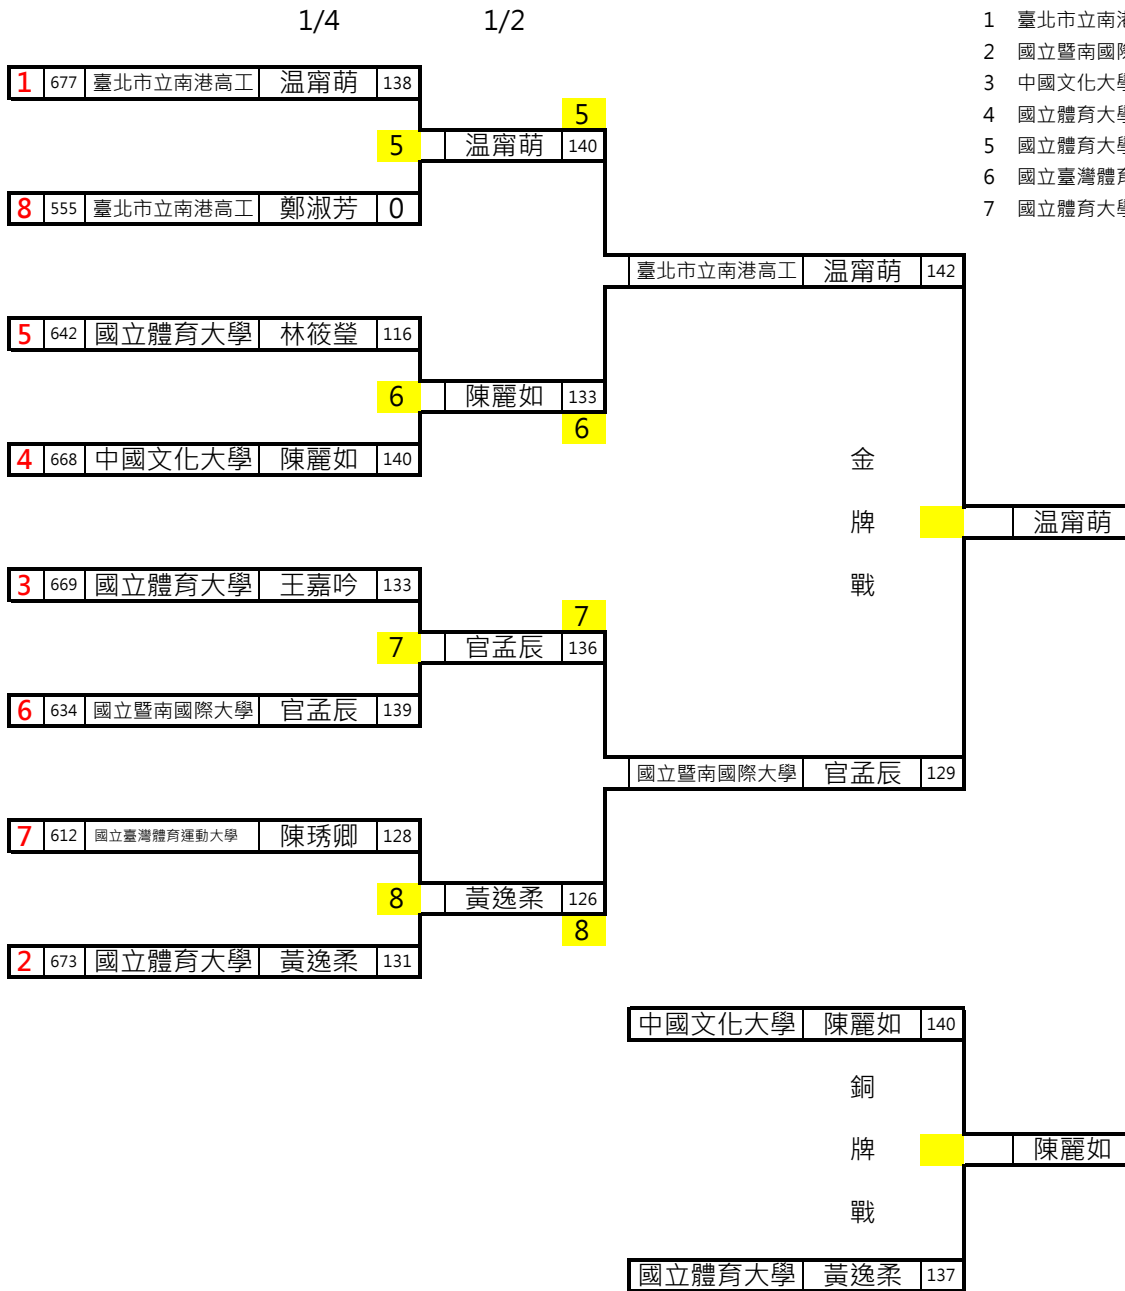 1/4 1/2
1 臺北市立南
2 國立暨南國
3 中國文化大
4 國立體育大
5 國立體育大
6 國立臺灣體
7 國立體育大
1 677 臺北市立南港高工 温甯萌 138
5
5 温甯萌 140
8 555 臺北市立南港高工 鄭淑芳 0
臺北市立南港高工 温甯萌 142
5 642 國立體育大學 林筱瑩 116
6 陳麗如 133
6
4 668 中國文化大學 陳麗如 140
金
牌 温甯萌
戰
3 669 國立體育大學 王嘉吟 133
7
7 官孟辰 136
6 634 國立暨南國際大學 官孟辰 139
國立暨南國際大學 官孟辰 129
7 612 國立臺灣體育運動大學 陳琇卿 128
8 黃逸柔 126
8
2 673 國立體育大學 黃逸柔 131
中國文化大學 陳麗如 140
銅
牌 陳麗如
戰
國立體育大學 黃逸柔 137